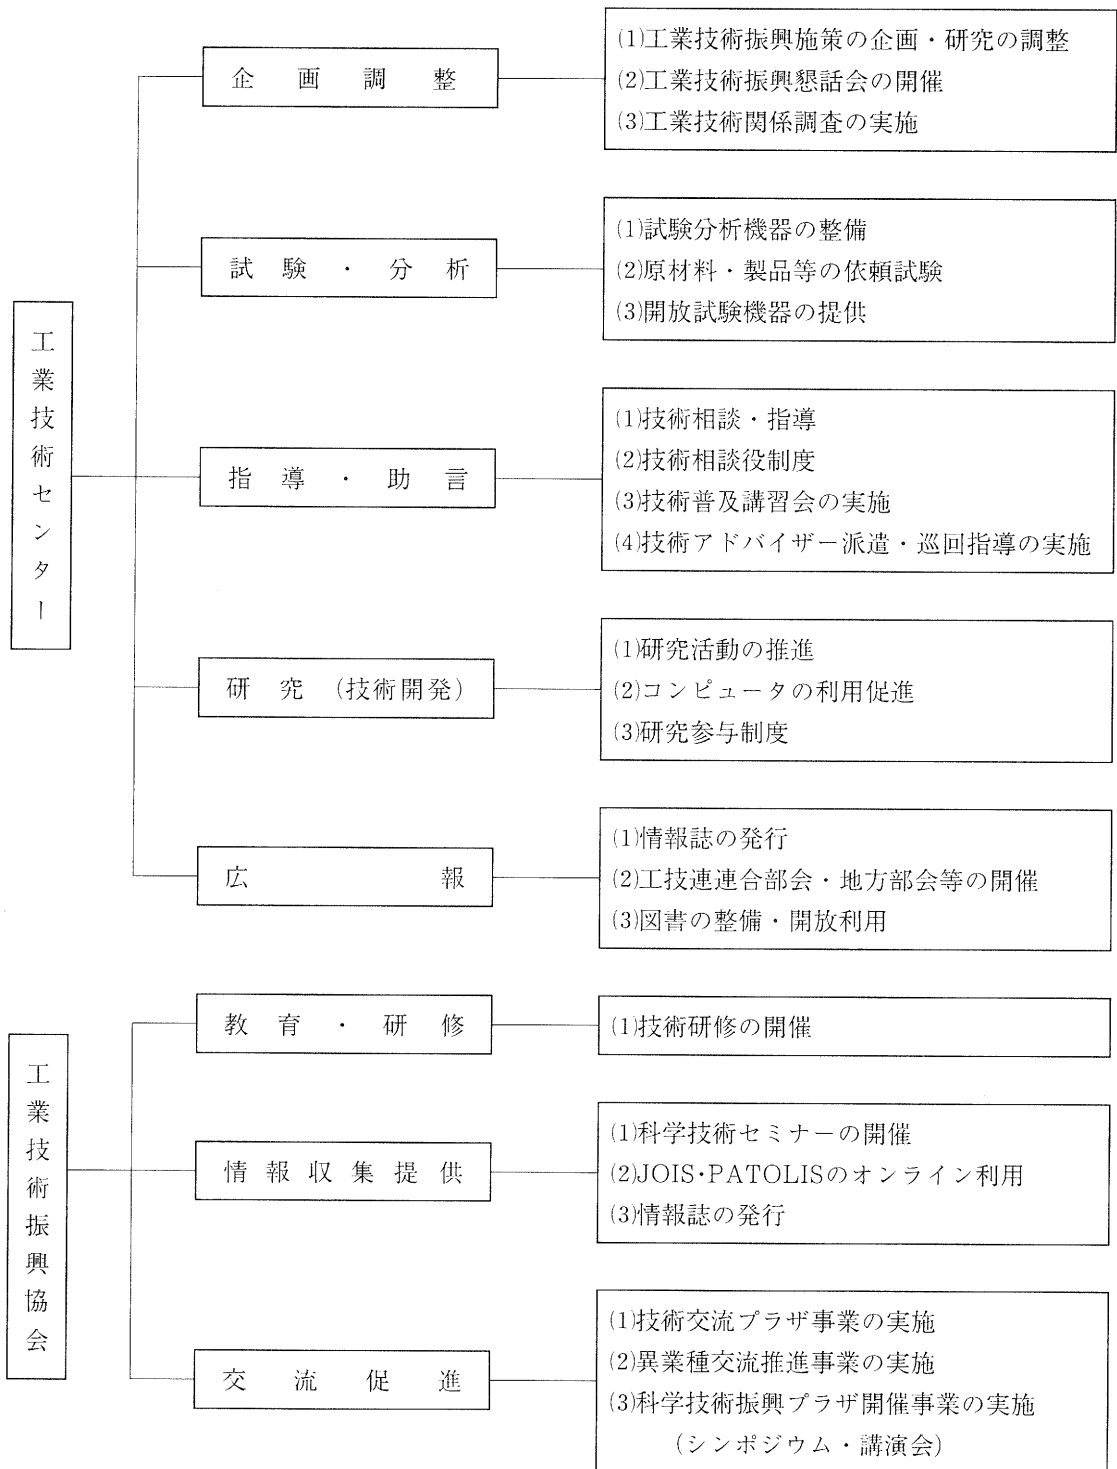 工業技術センター
企画調整
(1)工業技術振興施策の企画・研究の調整
(2)工業技術振興懇話会の開催
(3)工業技術関係調査の実施
試験・分析
(1)試験分析機器の整備
(2)原材料・製品等の依頼試験
(3)開放試験機器の提供
指導・助言
(1)技術相談・指導
(2)技術相談役制度
(3)技術普及講習会の実施
(4)技術アドバイザー派遣・巡回指導の実施
研究(技術開発)
(1)研究活動の推進
(2)コンピュータの利用促進
(3)研究参与制度
広報
(1)情報誌の発行
(2)工技連連合部会・地方部会等の開催
(3)図書の整備・開放利用
工業技術振興協会
教育・研修
(1)技術研修の開催
情報収集提供
(1)科学技術セミナーの開催
(2)JOIS・PATOLISのオンライン利用
(3)情報誌の発行
交流促進
(1)技術交流プラザ事業の実施
(2)異業種交流推進事業の実施
(3)科学技術振興プラザ開催事業の実施
(シンポジウム・講演会)